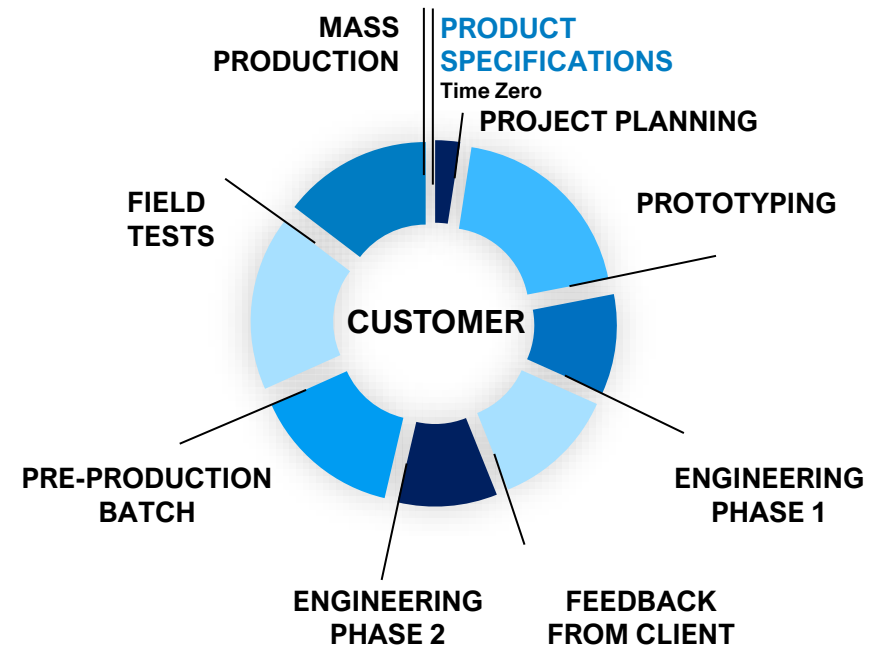 MASS
PRODUCTION
PRODUCT
SPECIFICATIONS
Time Zero
PROJECT PLANNING
PROTOTYPING
FIELD
TESTS
CUSTOMER
PRE-PRODUCTION
BATCH
ENGINEERING
PHASE 1
ENGINEERING
PHASE 2
FEEDBACK
FROM CLIENT